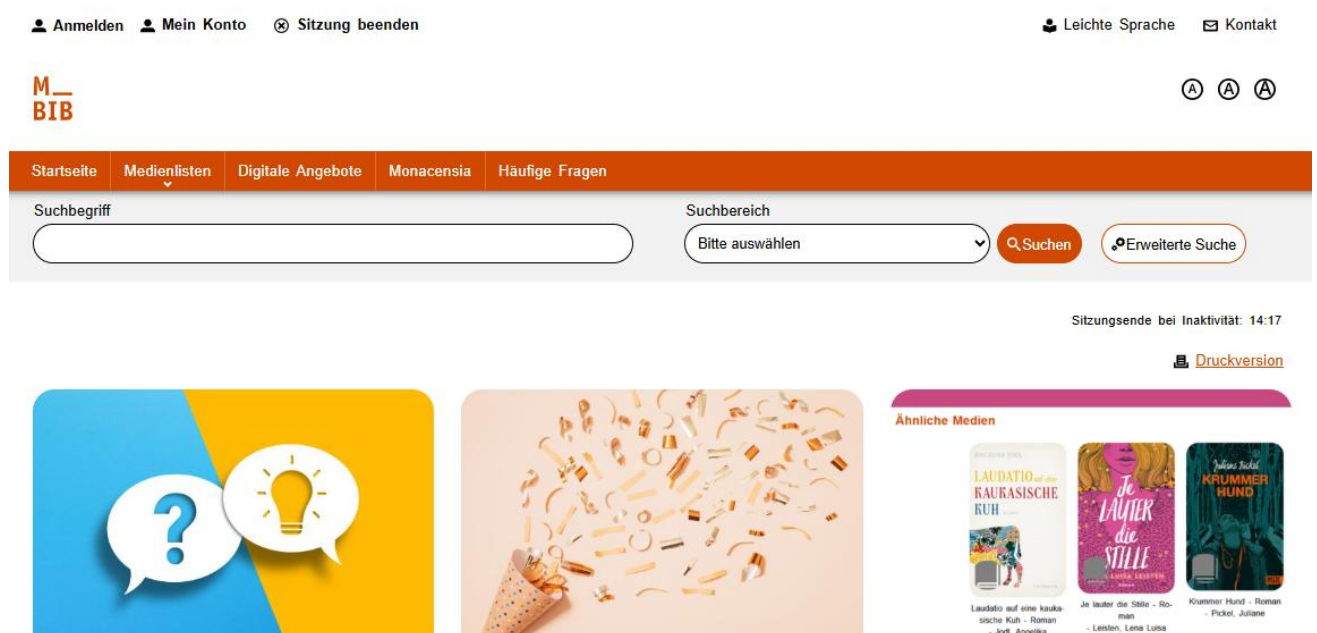 Anmelden Mein Konto Sitzung beenden
Leichte Sprache Kontakt
M_
BIB
A A A
Startseite Medienlisten Digitale Angebote Monacensia Häufige Fragen
Suchbegriff
Suchbereich
Bitte auswählen
Suchen
Erweiterte Suche
Sitzungsende bei Inaktivität: 14:17
Druckversion
?
Ähnliche Medien
LAUDATIO auf eine
KAUKASISCHE
KUH
Je
LAUTER
die
STILLE
LUISA LEISTEN
Juliane Pickel
KRUMMER
HUND
Laudatio auf eine kauka-
sische Kuh - Roman
- Jodl, Angelika
Je lauter die Stille - Ro-
man
- Leisten, Lena Luisa
Krummer Hund - Roman
- Pickel, Juliane